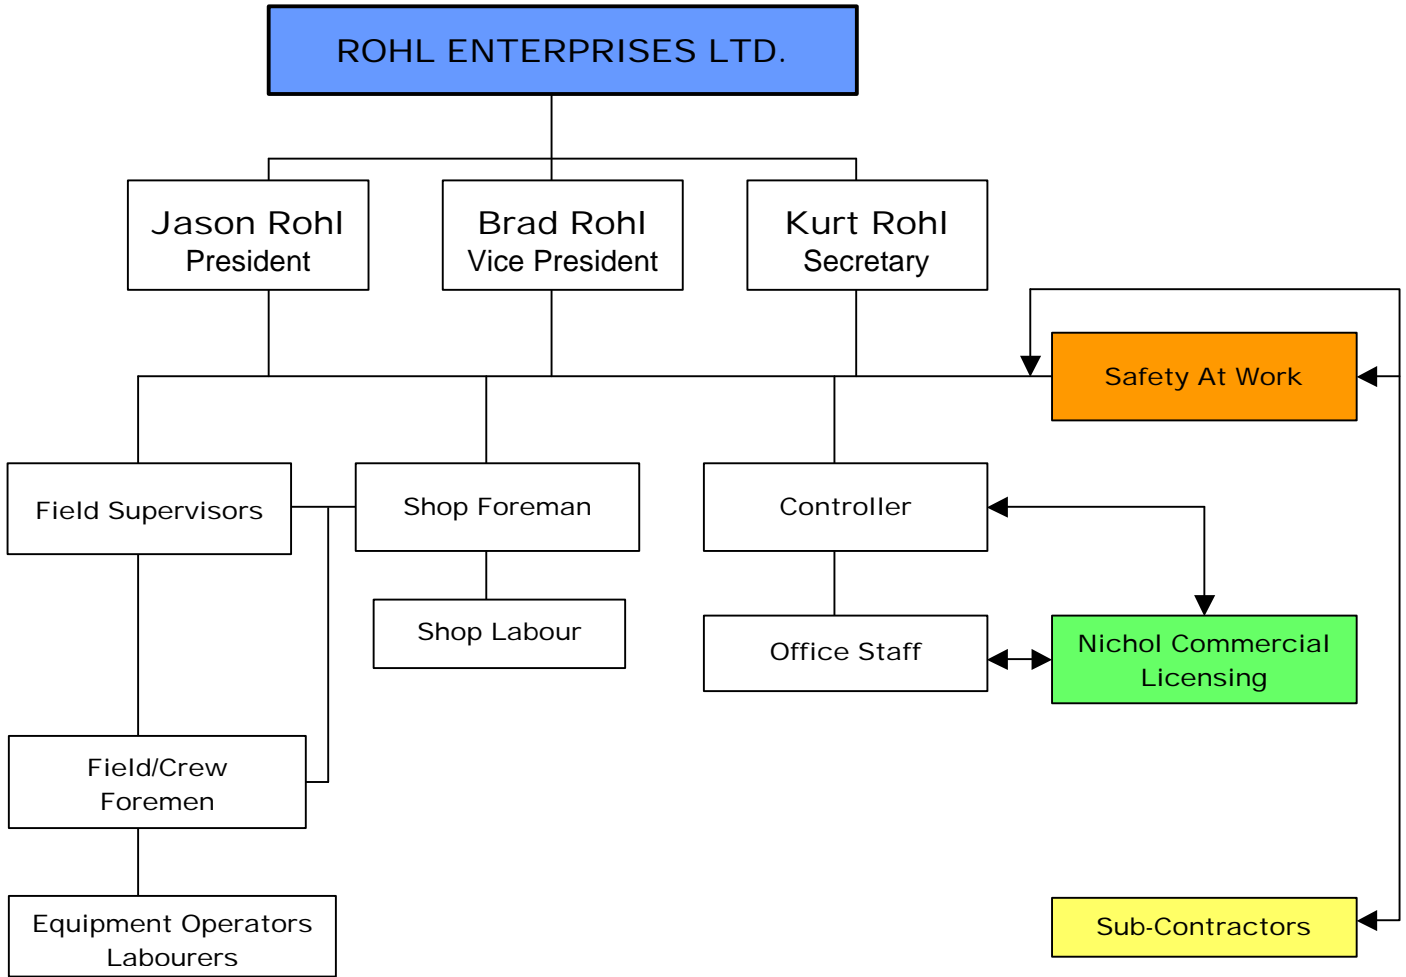 ROHL ENTERPRISES LTD.
Jason Rohl
President
Brad Rohl
Vice President
Kurt Rohl
Secretary
Safety At Work
Field Supervisors
Shop Foreman
Controller
Shop Labour
Office Staff
Nichol Commercial
Licensing
Field/Crew
Foremen
Equipment Operators
Labourers
Sub-Contractors